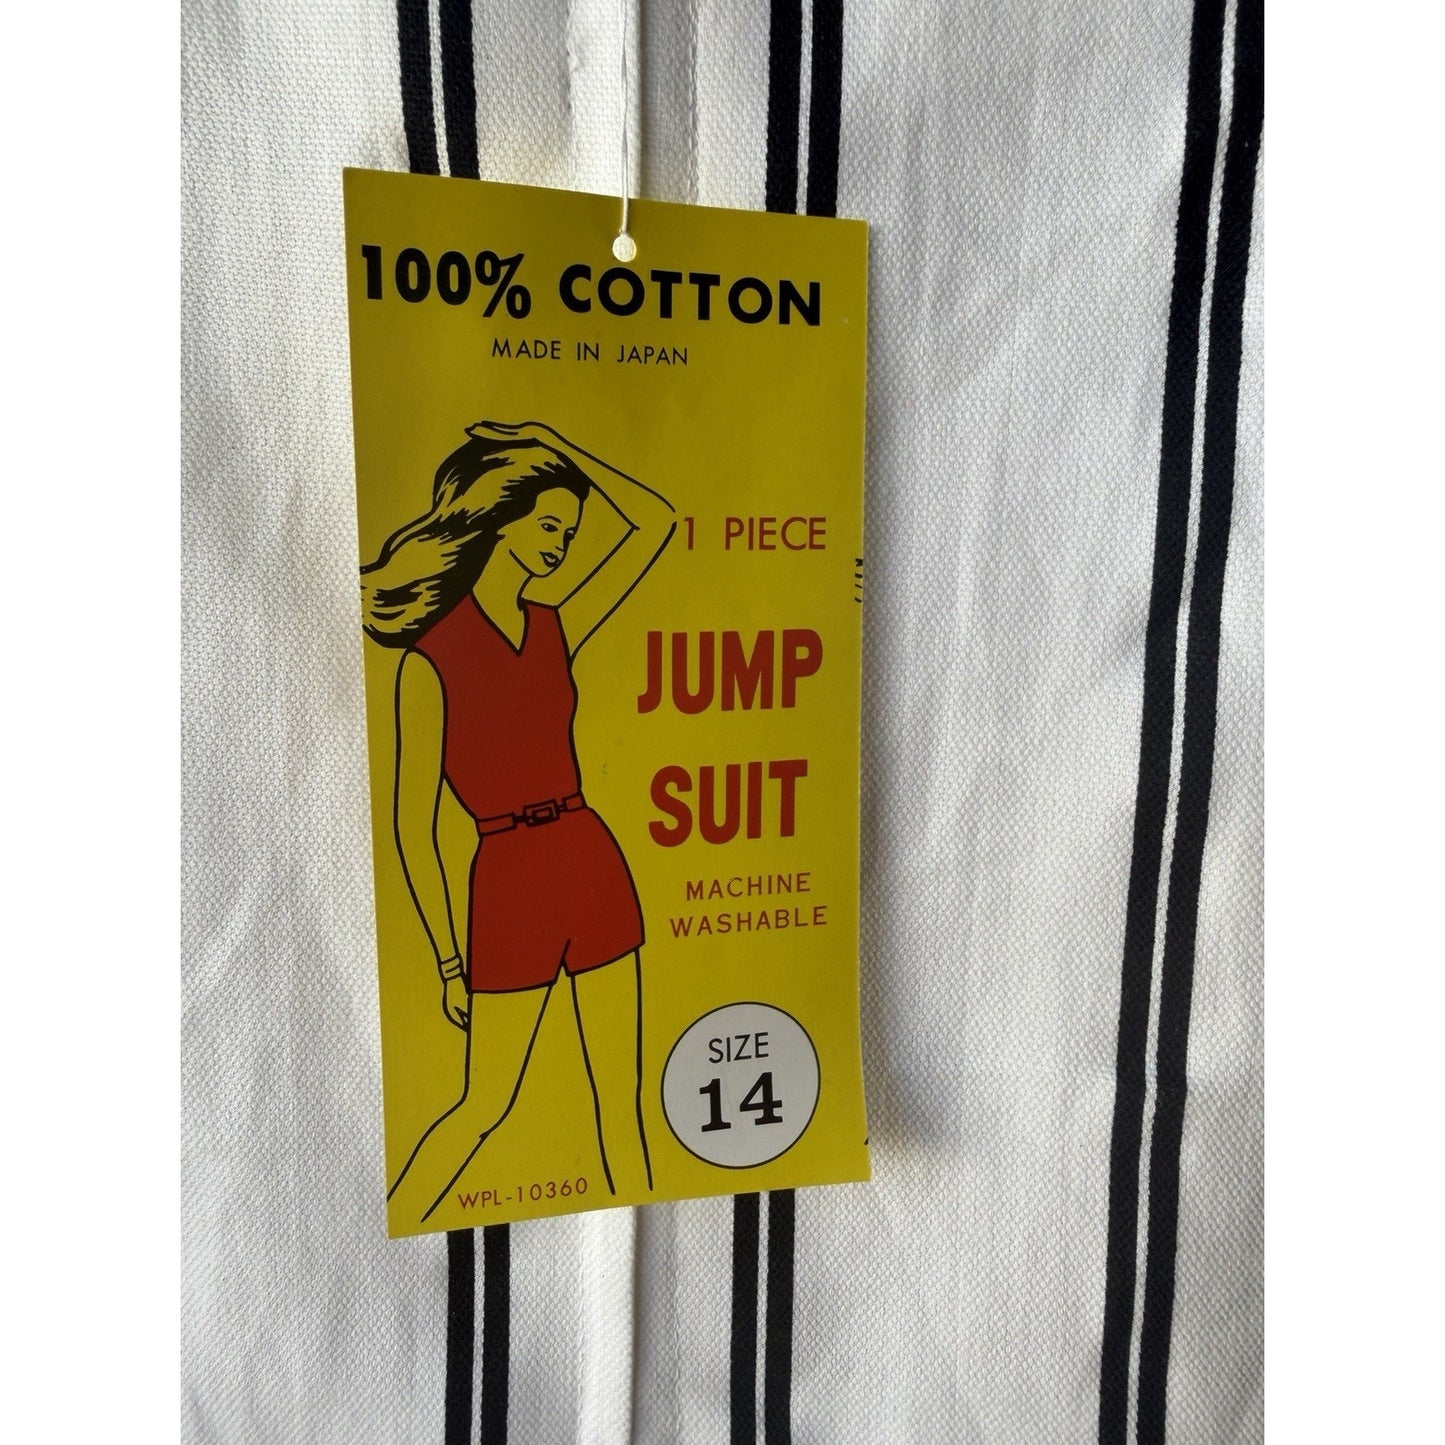 100% COTTON
MADE IN JAPAN
1 PIECE
JUMP
SUIT
MACHINE
WASHABLE
SIZE
14
WPL-10360